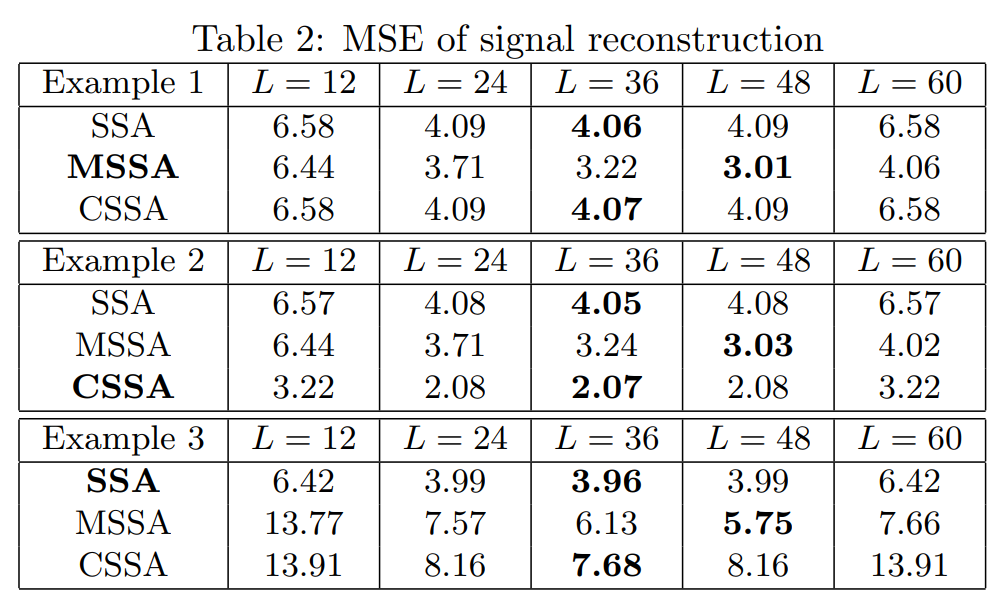 Table 2: MSE of signal reconstruction
Example 1 L = 12 L = 24 L = 36 L = 48 L = 60
SSA 6.58 4.09 4.06 4.09 6.58
MSSA 6.44 3.71 3.22 3.01 4.06
CSSA 6.58 4.09 4.07 4.09 6.58
Example 2 L = 12 L = 24 L = 36 L = 48 L = 60
SSA 6.57 4.08 4.05 4.08 6.57
MSSA 6.44 3.71 3.24 3.03 4.02
CSSA 3.22 2.08 2.07 2.08 3.22
Example 3 L = 12 L = 24 L = 36 L = 48 L = 60
SSA 6.42 3.99 3.96 3.99 6.42
MSSA 13.77 7.57 6.13 5.75 7.66
CSSA 13.91 8.16 7.68 8.16 13.91